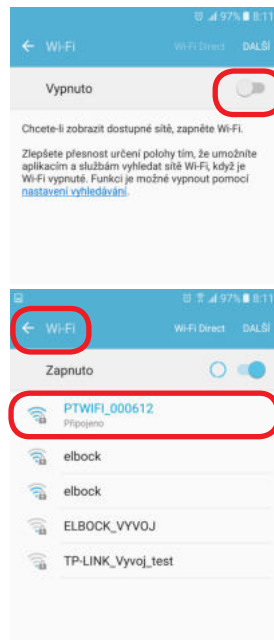 97% 8:11
Wi-Fi Wi-Fi Direct DALŠÍ
Vypnuto
Chcete-li zobrazit dostupné sítě, zapněte Wi-Fi.
Zlepšete přesnost určení polohy tím, že umožníte
aplikacím a službám vyhledat sítě Wi-Fi, když je
Wi-Fi vypnuté. Funkci je možné vypnout pomocí
nastavení vyhledávání.
97% 8:11
Wi-Fi Wi-Fi Direct DALŠÍ
Zapnuto
PTWIFI_000612
Připojeno
elbock
elbock
ELBOCK_VYVOJ
TP-LINK_Vyvoj_test